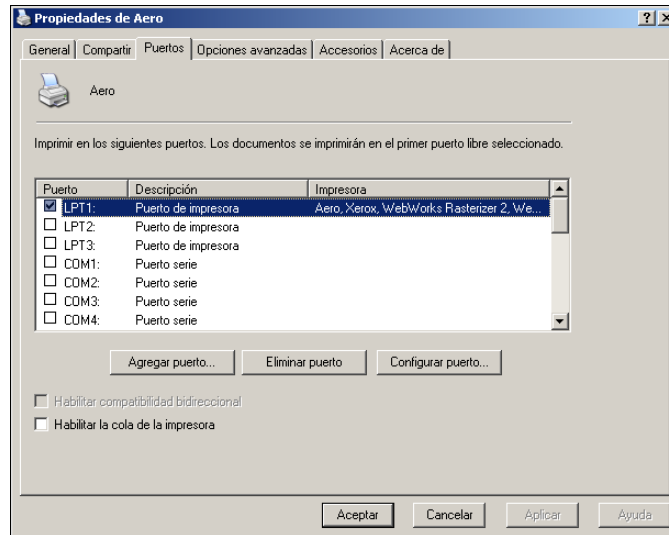 Propiedades de Aero
General Compartir Puertos Opciones avanzadas Accesorios Acerca de
Aero
Imprimir en los siguientes puertos. Los documentos se imprimirán en el primer puerto libre seleccionado.
Puerto Descripción Impresora
LPT1: Puerto de impresora Aero, Xerox, WebWorks Rasterizer 2, We...
LPT2: Puerto de impresora
LPT3: Puerto de impresora
COM1: Puerto serie
COM2: Puerto serie
COM3: Puerto serie
COM4: Puerto serie
Agregar puerto... Eliminar puerto Configurar puerto...
Habilitar compatibilidad bidireccional
Habilitar la cola de la impresora
Aceptar Cancelar Aplicar Ayuda